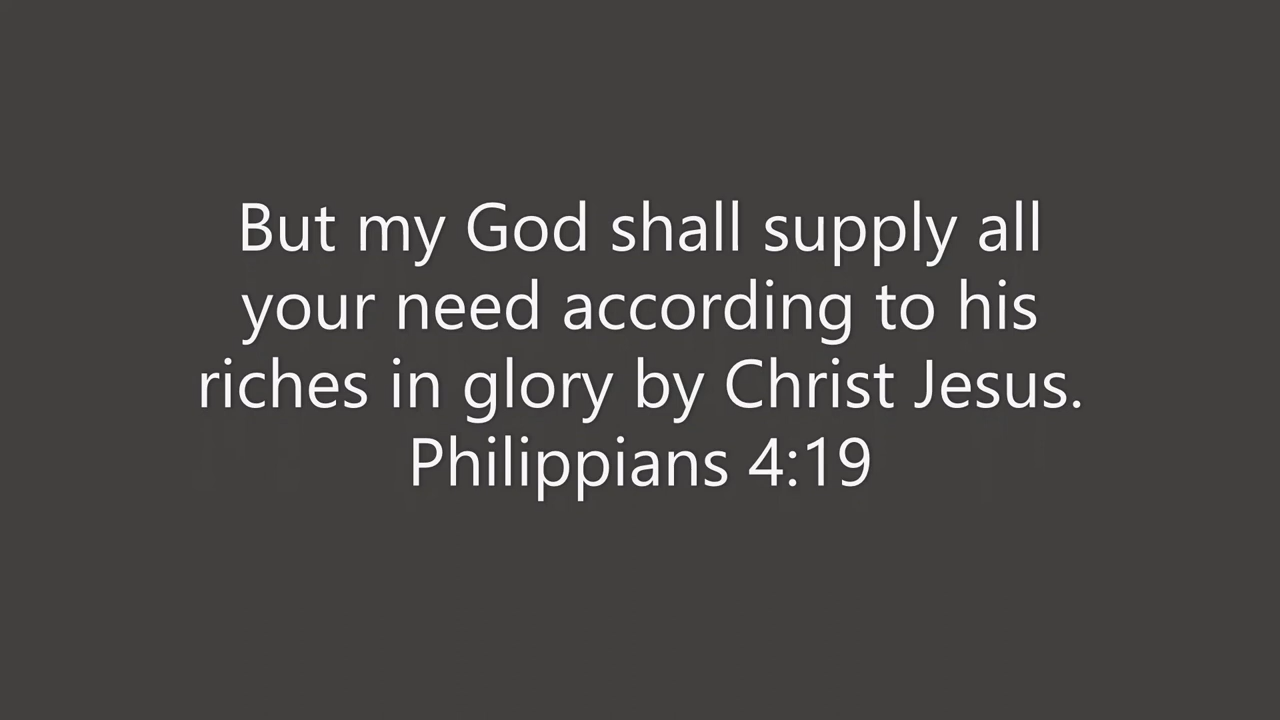 But my God shall supply all
your need according to his
riches in glory by Christ Jesus.
Philippians 4:19